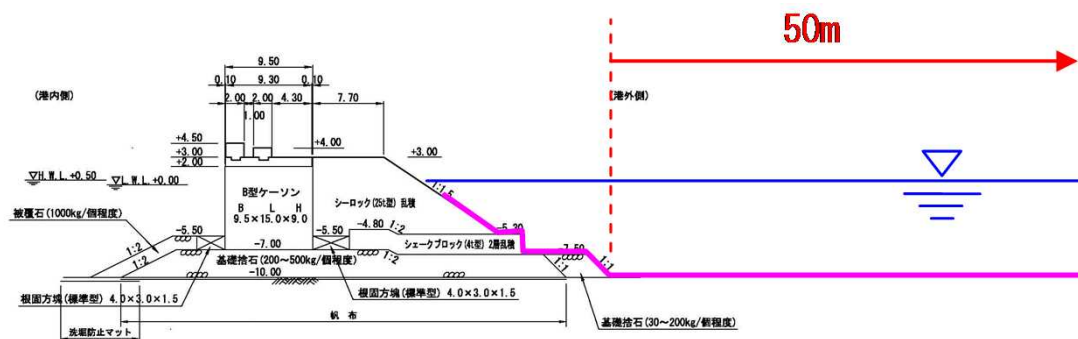 50m
9.50
0.10 9.30 0.10
(港内側)
(港外側)
2.00 2.00 4.30 7.70
1.00
+4.50
+4.00
+3.00 +3.00
+2.00
▽H.W.L.+0.50 ▽L.W.L.+0.00
1:1.5
B型ケーソン
B L H
9.5×15.0×9.0
シーロック(25t型) 乱積
被覆石(1000kg/個程度)
-4.80 1:2
-5.30
-5.50 -5.50
シェークブロック(4t型) 2層乱積
-7.50
-7.00
1:2
基礎捨石(200~500kg/個程度)
1:2
1:2
1:1
1:1
-10.00
根固方塊(標準型) 4.0×3.0×1.5
根固方塊(標準型) 4.0×3.0×1.5
帆布
基礎捨石(30~200kg/個程度)
洗堀防止マット